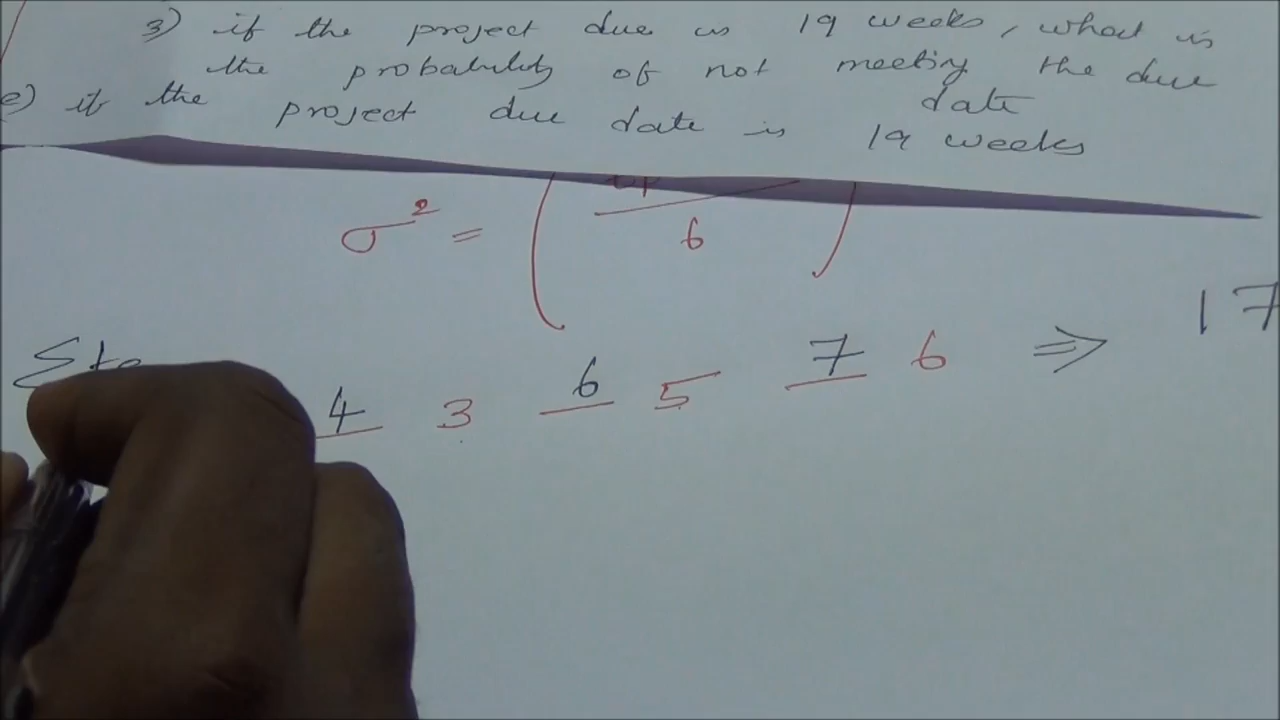 3) if the project due is 19 weeks, what is
the probability of not meeting the due
date
e) if the project due date is 19 weeks
σ² = ( 6 )
4 3 6 5 7 6 ⇒ 17